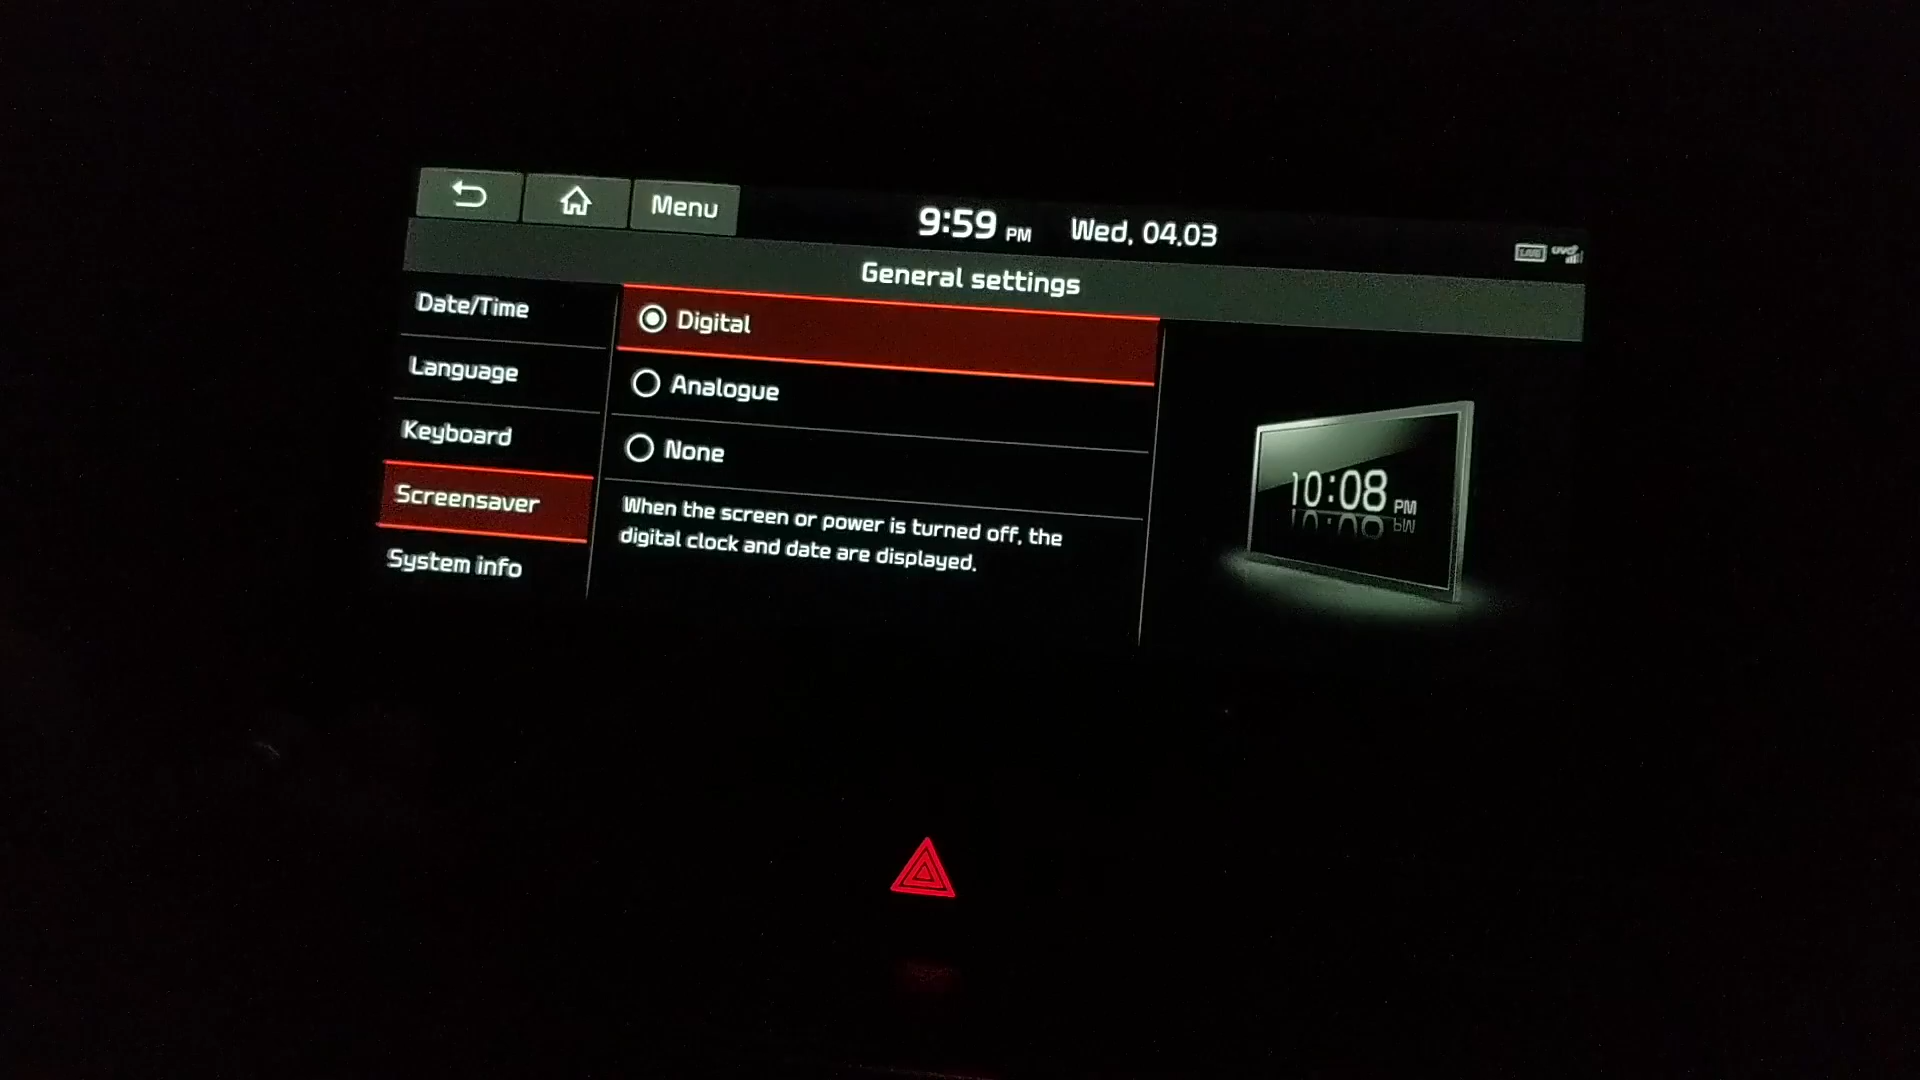 Menu
9:59 PM Wed, 04.03
General settings
Date/Time
Language
Keyboard
Screensaver
System info
Digital
Analogue
None
When the screen or power is turned off, the
digital clock and date are displayed.
10:08 PM